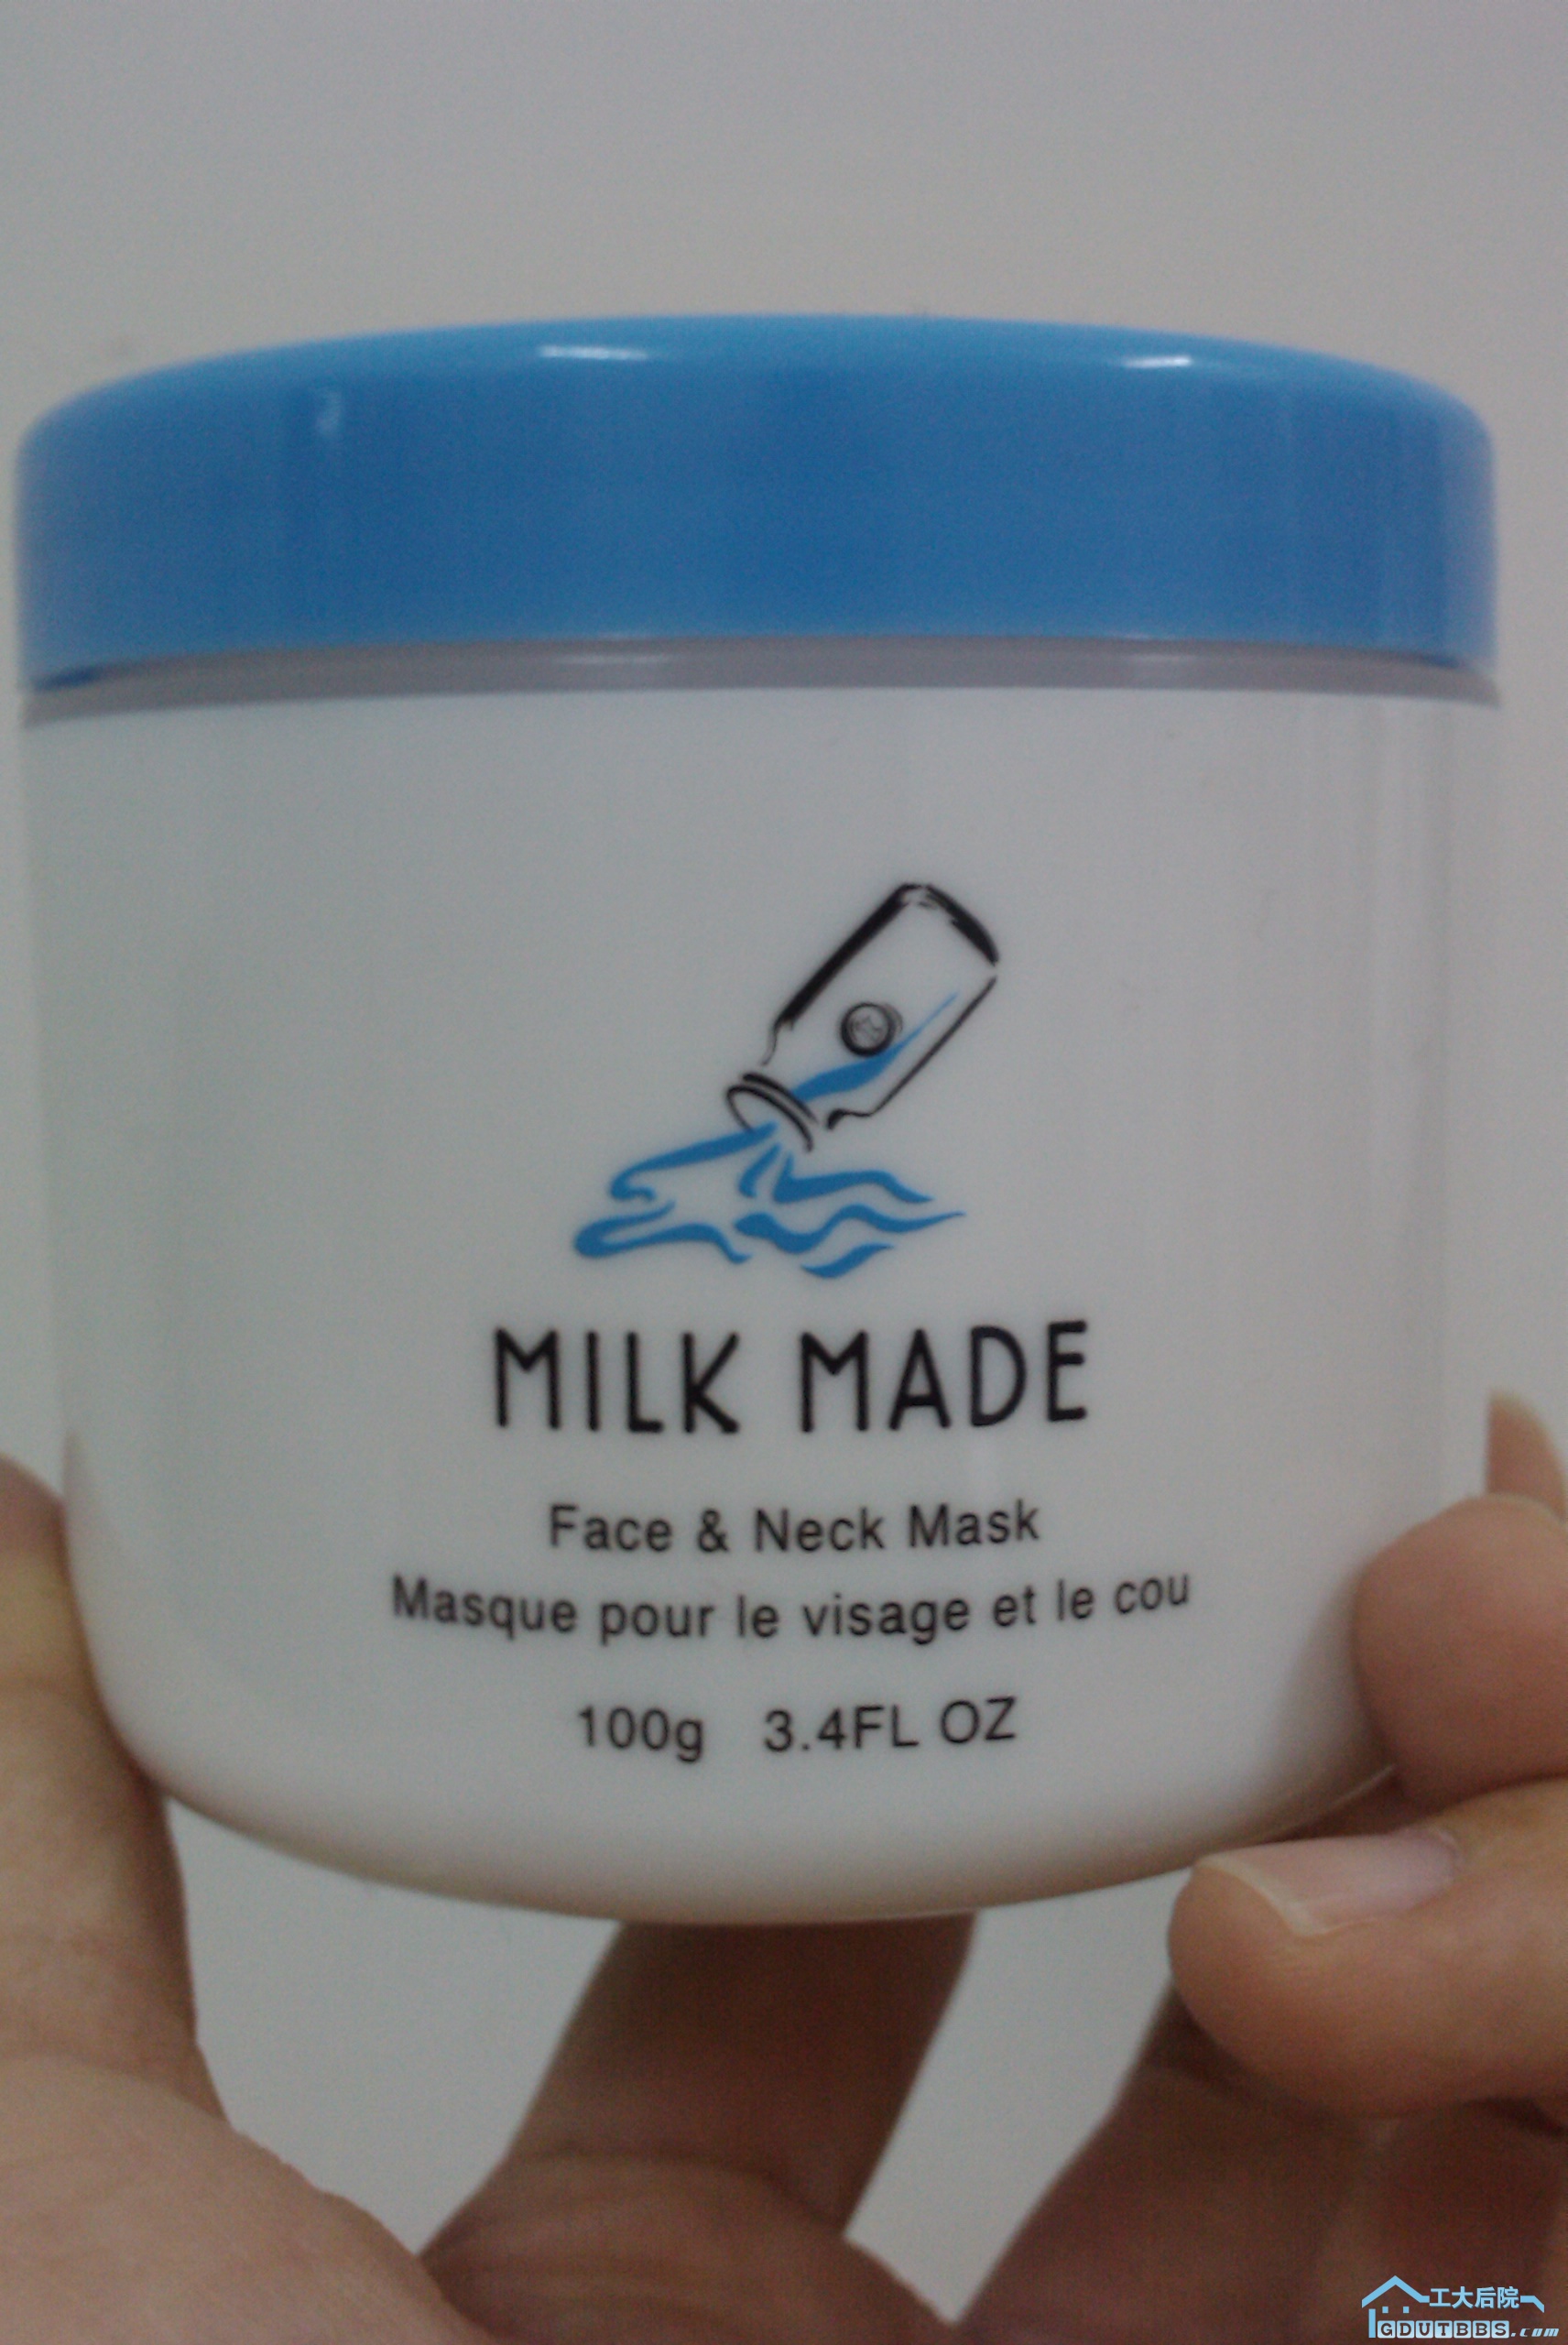 MILK MADE
Face & Neck Mask
Masque pour le visage et le cou
100g 3.4FL OZ
工大后院
GDUTBBS.com